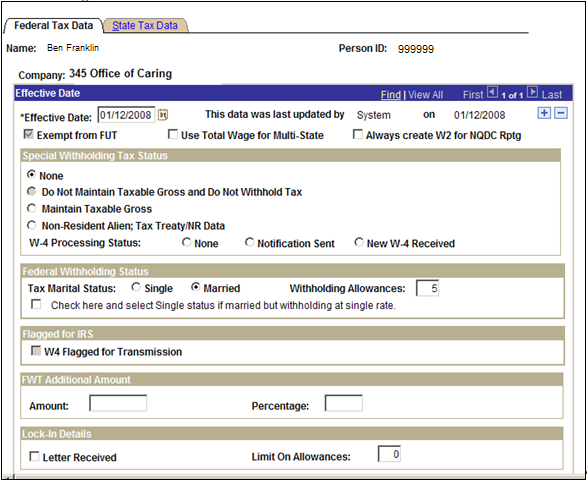 Federal Tax Data State Tax Data
Name: Ben Franklin Person ID: 999999
Company: 345 Office of Caring
Effective Date Find | View All First 1 of 1 Last
*Effective Date: 01/12/2008 31 This data was last updated by System on 01/12/2008 + −
Exempt from FUT Use Total Wage for Multi-State Always create W2 for NQDC Rptg
Special Withholding Tax Status
None
Do Not Maintain Taxable Gross and Do Not Withhold Tax
Maintain Taxable Gross
Non-Resident Alien; Tax Treaty/NR Data
W-4 Processing Status: None Notification Sent New W-4 Received
Federal Withholding Status
Tax Marital Status: Single Married Withholding Allowances: 5
Check here and select Single status if married but withholding at single rate.
Flagged for IRS
W4 Flagged for Transmission
FWT Additional Amount
Amount: Percentage:
Lock-In Details
Letter Received Limit On Allowances: 0